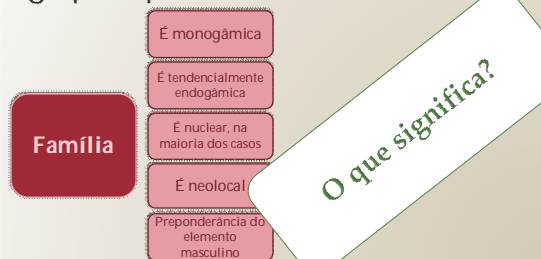 Família
É monogâmica
É tendencialmente
endogâmica
É nuclear, na
maioria dos casos
É neolocal
Preponderância do
elemento
masculino
O que significa?